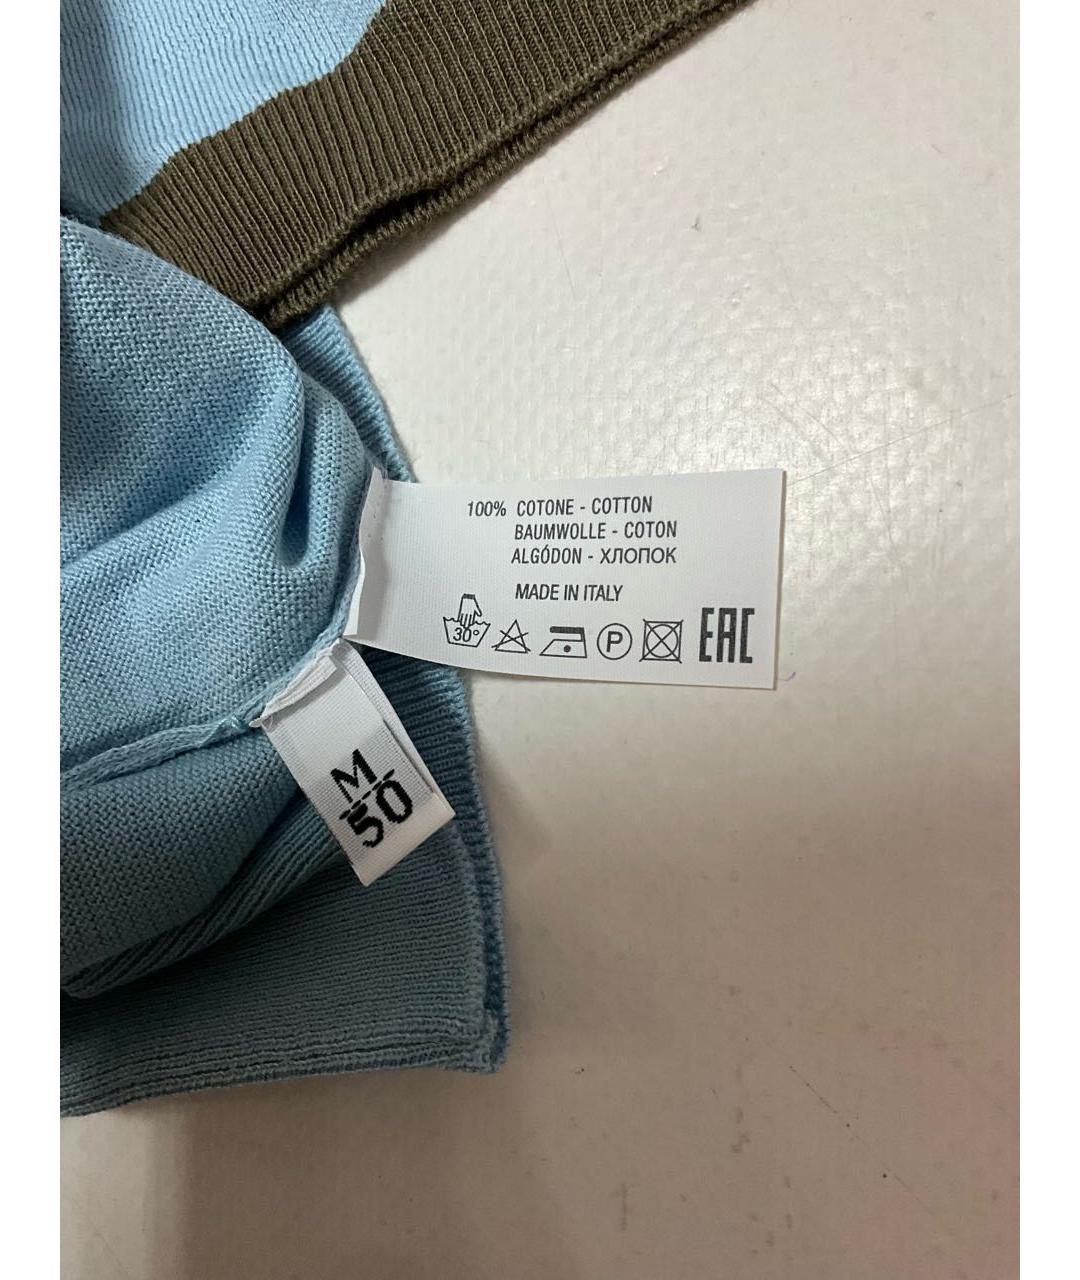 100% COTONE - COTTON
BAUMWOLLE - COTON
ALGÓDON - ХЛОПОК
MADE IN ITALY
30° P EAC
M
50